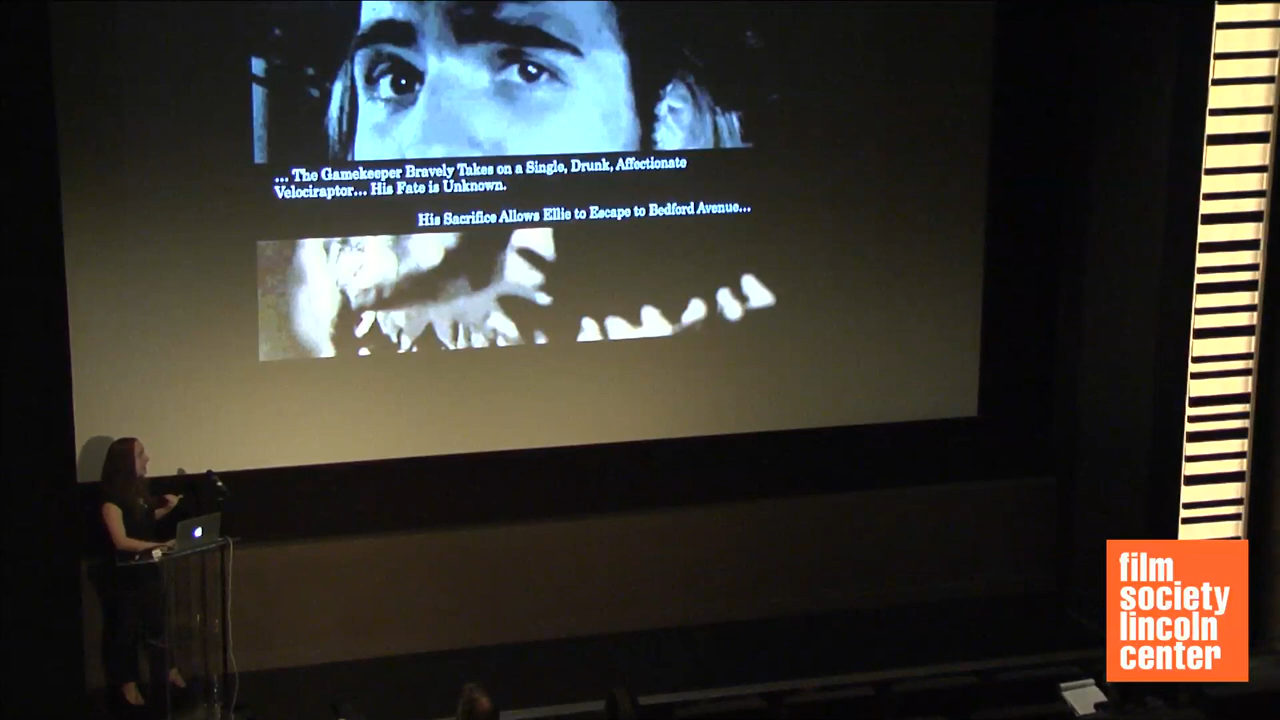 ... The Gamekeeper Bravely Takes on a Single, Drunk, Affectionate
Velociraptor... His Fate is Unknown.
His Sacrifice Allows Ellie to Escape to Bedford Avenue...
film
society
lincoln
center